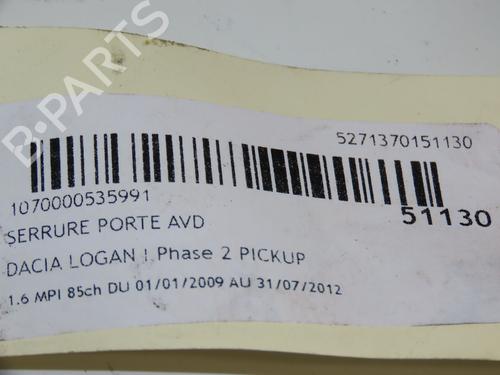 B-PARTS
5271370151130
1070000535991
51130
SERRURE PORTE AVD
DACIA LOGAN I Phase 2 PICKUP
1.6 MPI 85ch DU 01/01/2009 AU 31/07/2012